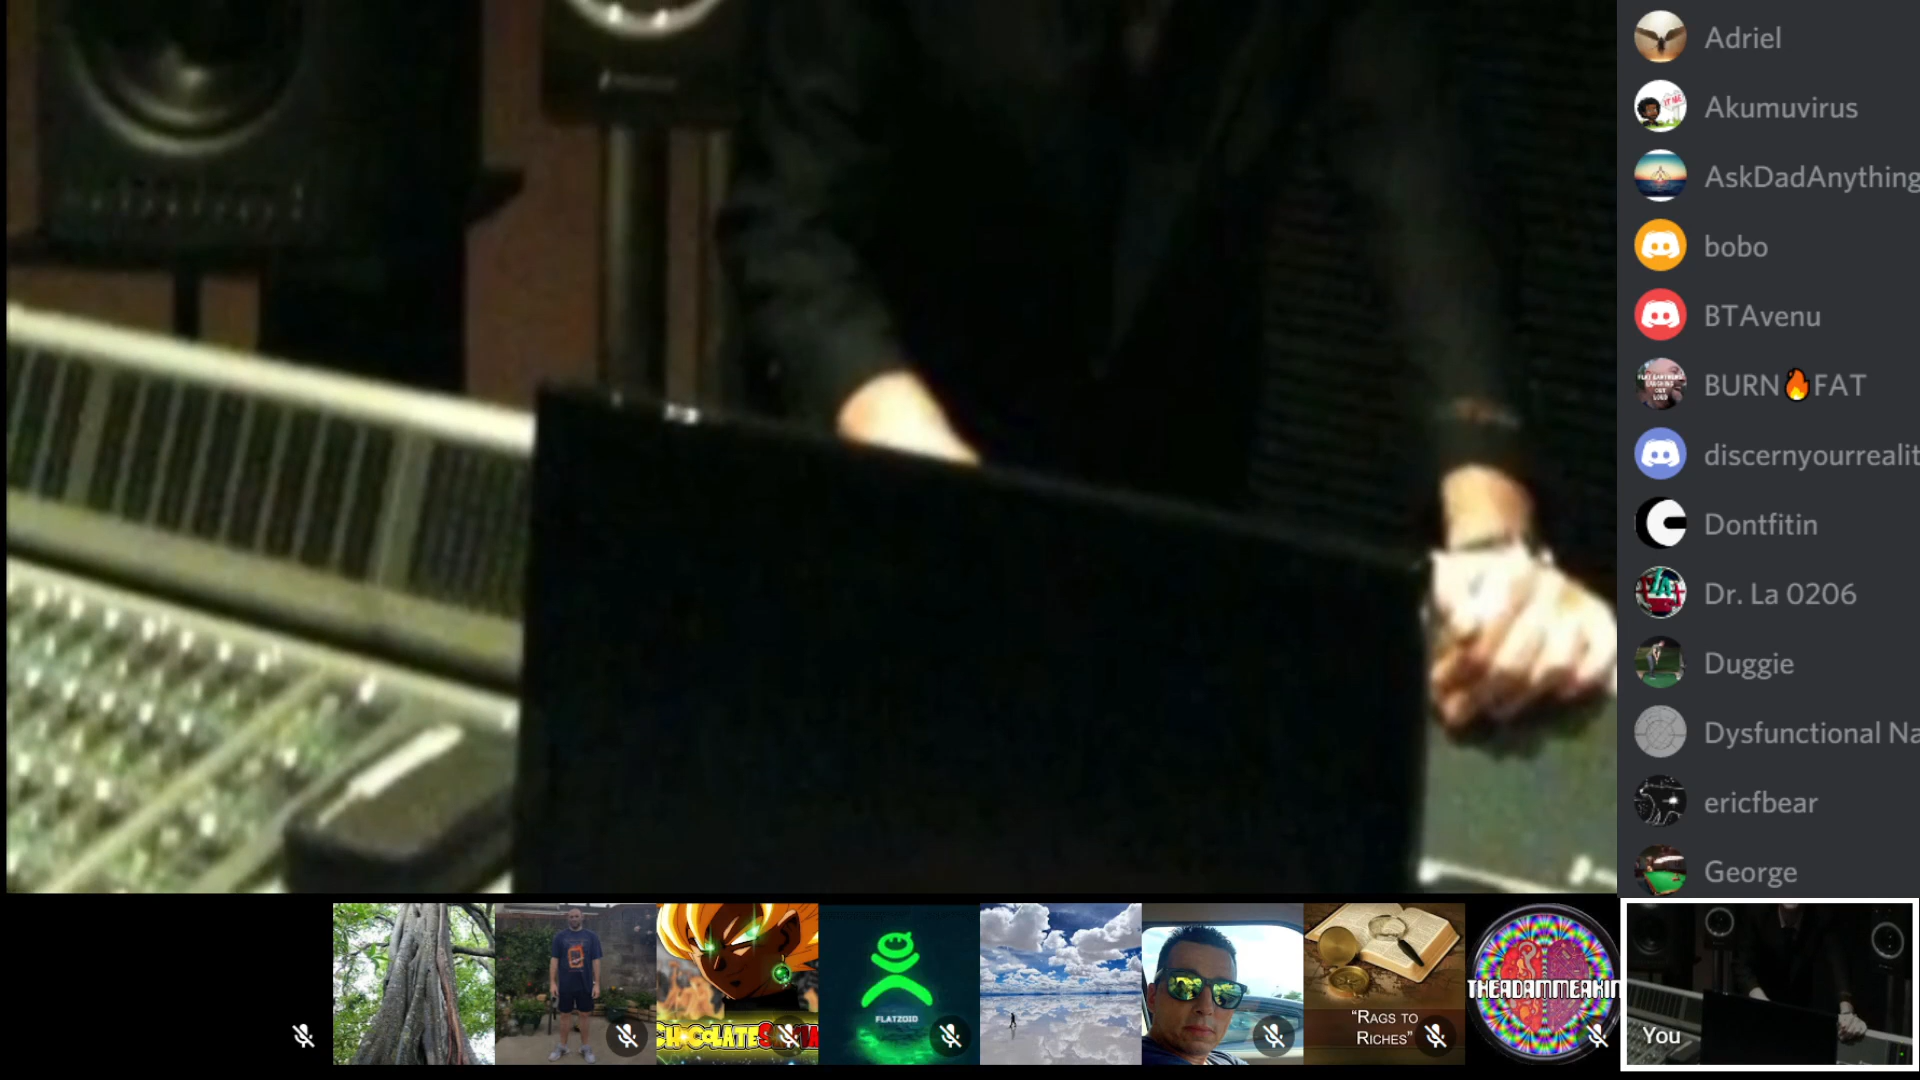 Adriel
Akumuvirus
AskDadAnything
bobo
BTAvenu
BURN🔥FAT
discernyourrealit
Dontfitin
Dr. La 0206
Duggie
Dysfunctional Na
ericfbear
George
CHOCOLATE
FLATZOID
"RAGS TO
RICHES"
THEADAMMEAKIN
You